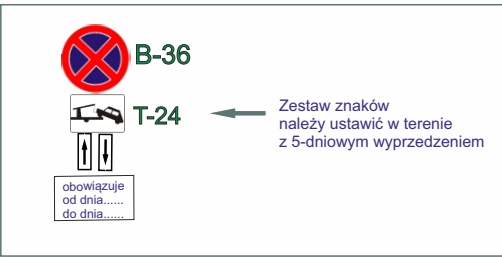 B-36
T-24
Zestaw znaków
należy ustawić w terenie
z 5-dniowym wyprzedzeniem
obowiązuje
od dnia......
do dnia......